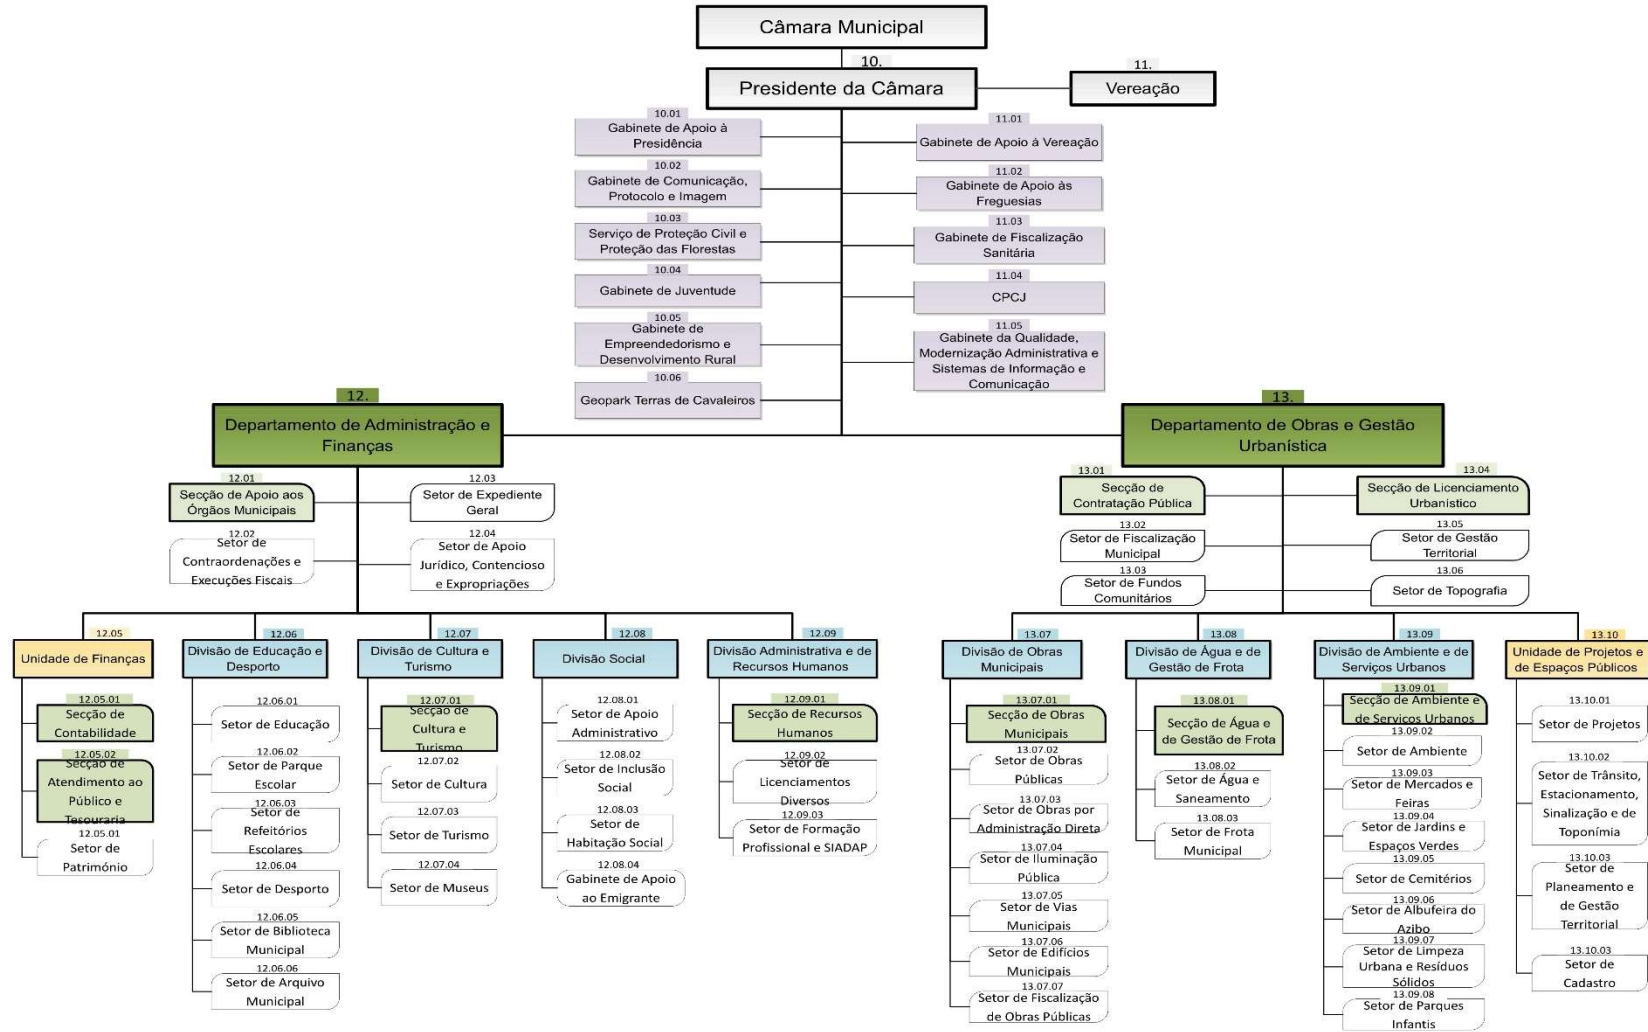 Câmara Municipal
10.
Presidente da Câmara
11.
Vereação
10.01
Gabinete de Apoio à
Presidência
10.02
Gabinete de Comunicação,
Protocolo e Imagem
10.03
Serviço de Proteção Civil e
Proteção das Florestas
10.04
Gabinete de Juventude
10.05
Gabinete de
Empreendedorismo e
Desenvolvimento Rural
10.06
Geopark Terras de Cavaleiros
11.01
Gabinete de Apoio á Vereação
11.02
Gabinete de Apoio às
Freguesias
11.03
Gabinete de Fiscalização
Sanitária
11.04
CPCJ
11.05
Gabinete da Qualidade,
Modernização Administrativa e
Sistemas de Informação e
Comunicação
12.
Departamento de Administração e
Finanças
12.01
Secção de Apoio aos
Órgãos Municipais
12.02
Setor de
Contraordenações e
Execuções Fiscais
12.03
Setor de Expediente
Geral
12.04
Setor de Apoio
Jurídico, Contencioso
e Expropriações
13.
Departamento de Obras e Gestão
Urbanística
13.01
Secção de
Contratação Pública
13.02
Setor de Fiscalização
Municipal
13.03
Setor de Fundos
Comunitários
13.04
Secção de Licenciamento
Urbanístico
13.05
Setor de Gestão
Territorial
13.06
Setor de Topografia
12.05
Unidade de Finanças
12.05.01
Secção de
Contabilidade
12.05.02
Secção de
Atendimento ao
Público e
Tesouraria
12.05.01
Setor de
Património
12.06
Divisão de Educação e
Desporto
12.06.01
Setor de Educação
12.06.02
Setor de Parque
Escolar
12.06.03
Setor de
Refeitórios
Escolares
12.06.04
Setor de Desporto
12.06.05
Setor de Biblioteca
Municipal
12.06.06
Setor de Arquivo
Municipal
12.07
Divisão de Cultura e
Turismo
12.07.01
Secção de
Cultura e
Turismo
12.07.02
Setor de Cultura
12.07.03
Setor de Turismo
12.07.04
Setor de Museus
12.08
Divisão Social
12.08.01
Setor de Apoio
Administrativo
12.08.02
Setor de Inclusão
Social
12.08.03
Setor de
Habitação Social
12.08.04
Gabinete de Apoio
ao Emigrante
12.09
Divisão Administrativa e de
Recursos Humanos
12.09.01
Secção de Recursos
Humanos
12.09.02
Setor de
Licenciamentos
Diversos
12.09.03
Setor de Formação
Profissional e SIADAP
13.07
Divisão de Obras
Municipais
13.07.01
Secção de Obras
Municipais
13.07.02
Setor de Obras
Públicas
13.07.03
Setor de Obras por
Administração Direta
13.07.04
Setor de Iluminação
Pública
13.07.05
Setor de Vias
Municipais
13.07.06
Setor de Edifícios
Municipais
13.07.07
Setor de Fiscalização
de Obras Públicas
13.08
Divisão de Água e de
Gestão de Frota
13.08.01
Secção de Água e
de Gestão de Frota
13.08.02
Setor de Água e
Saneamento
13.08.03
Setor de Frota
Municipal
13.09
Divisão de Ambiente e de
Serviços Urbanos
13.09.01
Secção de Ambiente e
de Serviços Urbanos
13.09.02
Setor de Ambiente
13.09.03
Setor de Mercados e
Feiras
13.09.04
Setor de Jardins e
Espaços Verdes
13.09.05
Setor de Cemitérios
13.09.06
Setor de Albufeira do
Azibo
13.09.07
Setor de Limpeza
Urbana e Resíduos
Sólidos
13.09.08
Setor de Parques
Infantis
13.10
Unidade de Projetos e
de Espaços Públicos
13.10.01
Setor de Projetos
13.10.02
Setor de Trânsito,
Estacionamento,
Sinalização e de
Toponímia
13.10.03
Setor de
Planeamento e
de Gestão
Territorial
13.10.03
Setor de
Cadastro